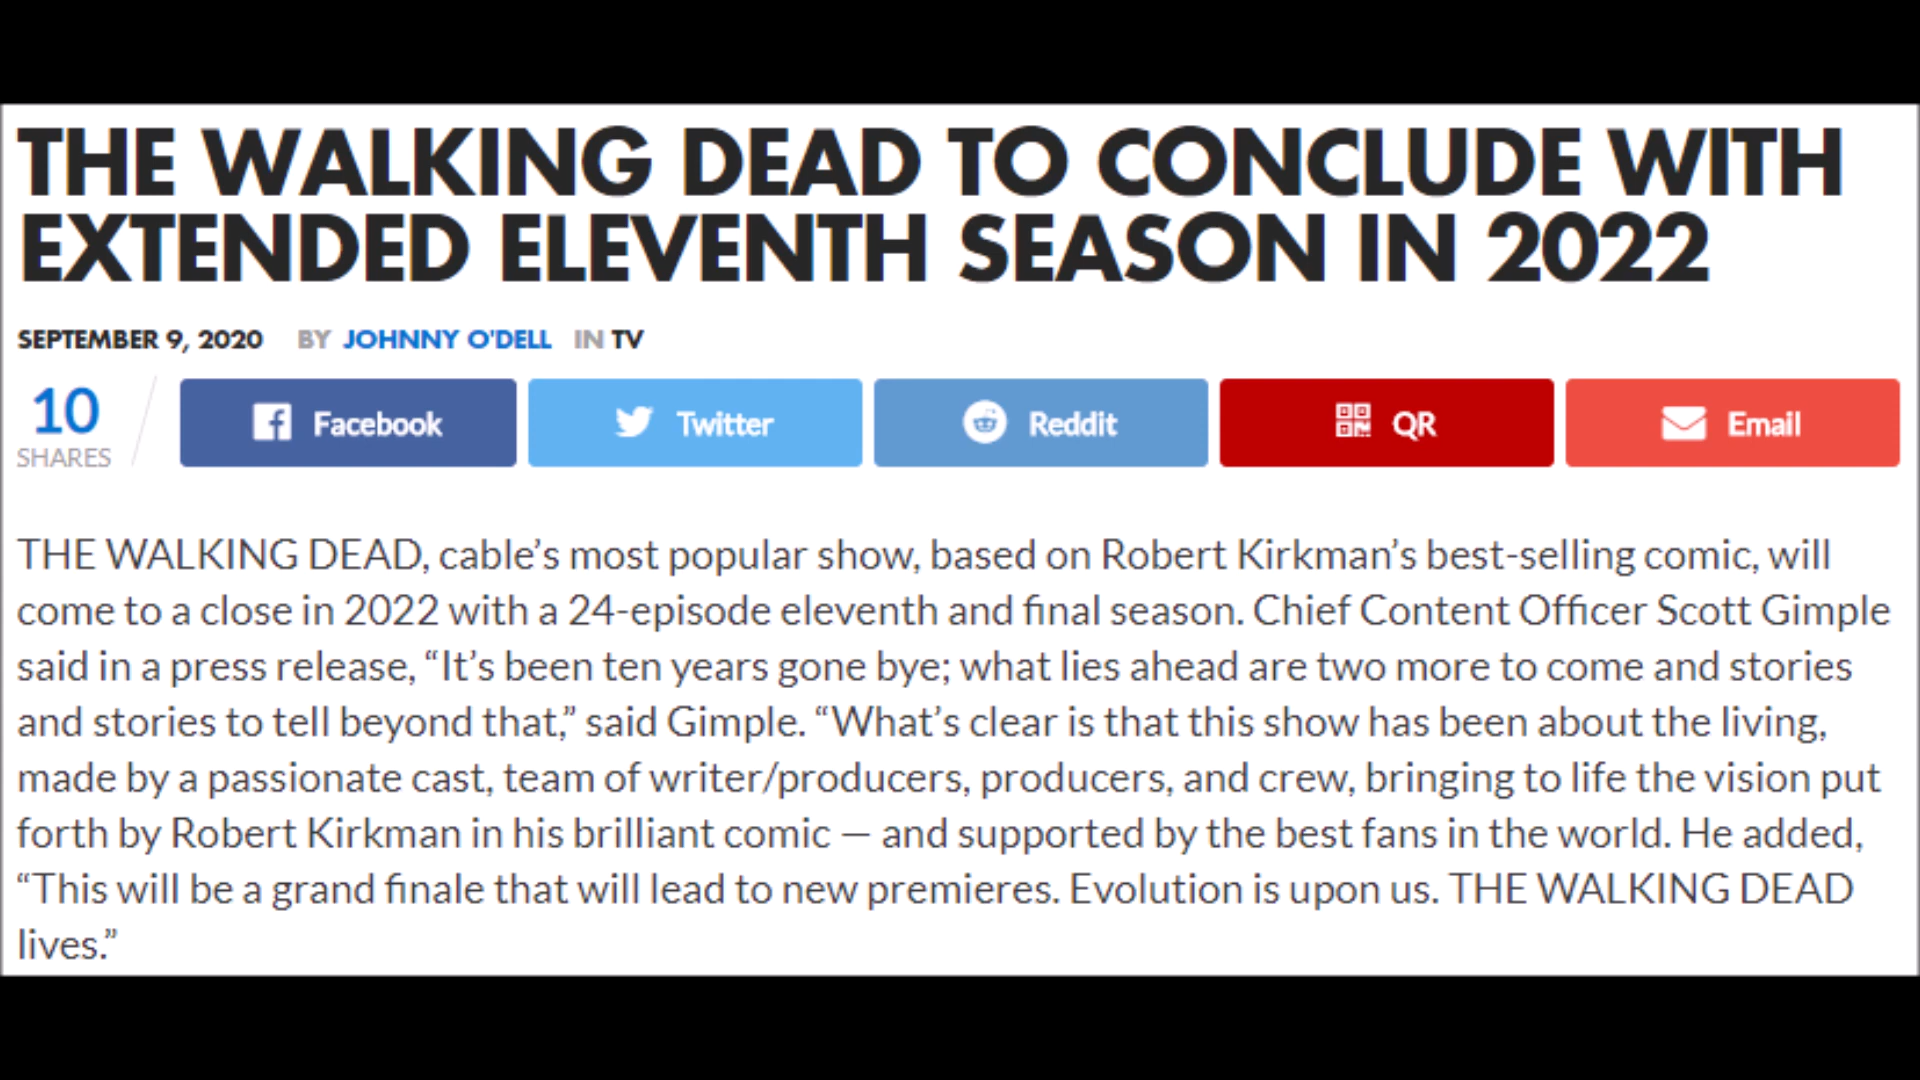 THE WALKING DEAD TO CONCLUDE WITH
EXTENDED ELEVENTH SEASON IN 2022
SEPTEMBER 9, 2020 BY JOHNNY O'DELL IN TV
10
SHARES
Facebook
Twitter
Reddit
QR
Email
THE WALKING DEAD, cable’s most popular show, based on Robert Kirkman’s best-selling comic, will
come to a close in 2022 with a 24-episode eleventh and final season. Chief Content Officer Scott Gimple
said in a press release, “It’s been ten years gone bye; what lies ahead are two more to come and stories
and stories to tell beyond that,” said Gimple. “What’s clear is that this show has been about the living,
made by a passionate cast, team of writer/producers, producers, and crew, bringing to life the vision put
forth by Robert Kirkman in his brilliant comic — and supported by the best fans in the world. He added,
“This will be a grand finale that will lead to new premieres. Evolution is upon us. THE WALKING DEAD
lives.”